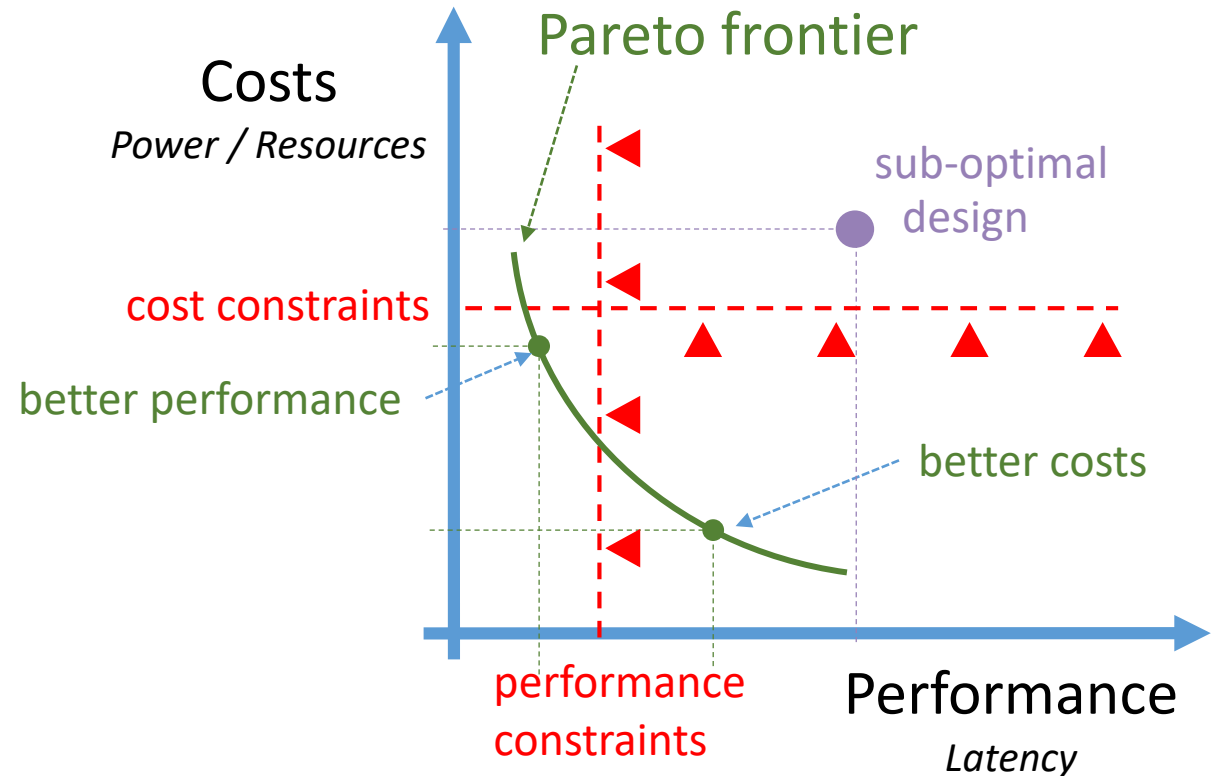 Pareto frontier
Costs
Power / Resources
sub-optimal
design
cost constraints
better performance
better costs
performance
constraints
Performance
Latency